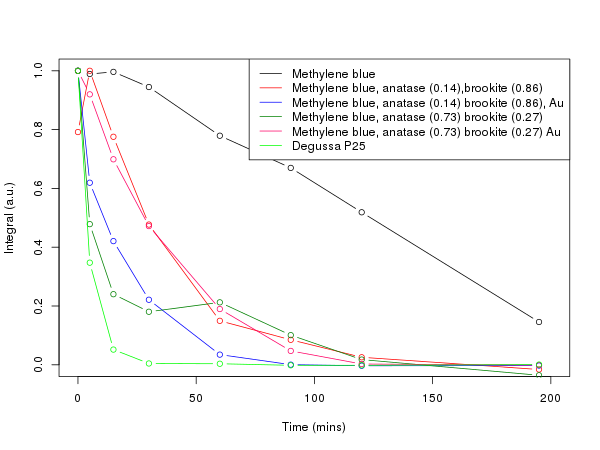 Methylene blue
Methylene blue, anatase (0.14),brookite (0.86)
Methylene blue, anatase (0.14) brookite (0.86), Au
Methylene blue, anatase (0.73) brookite (0.27)
Methylene blue, anatase (0.73) brookite (0.27) Au
Degussa P25
Integral (a.u.)
1.0
0.8
0.6
0.4
0.2
0.0
0 50 100 150 200
Time (mins)